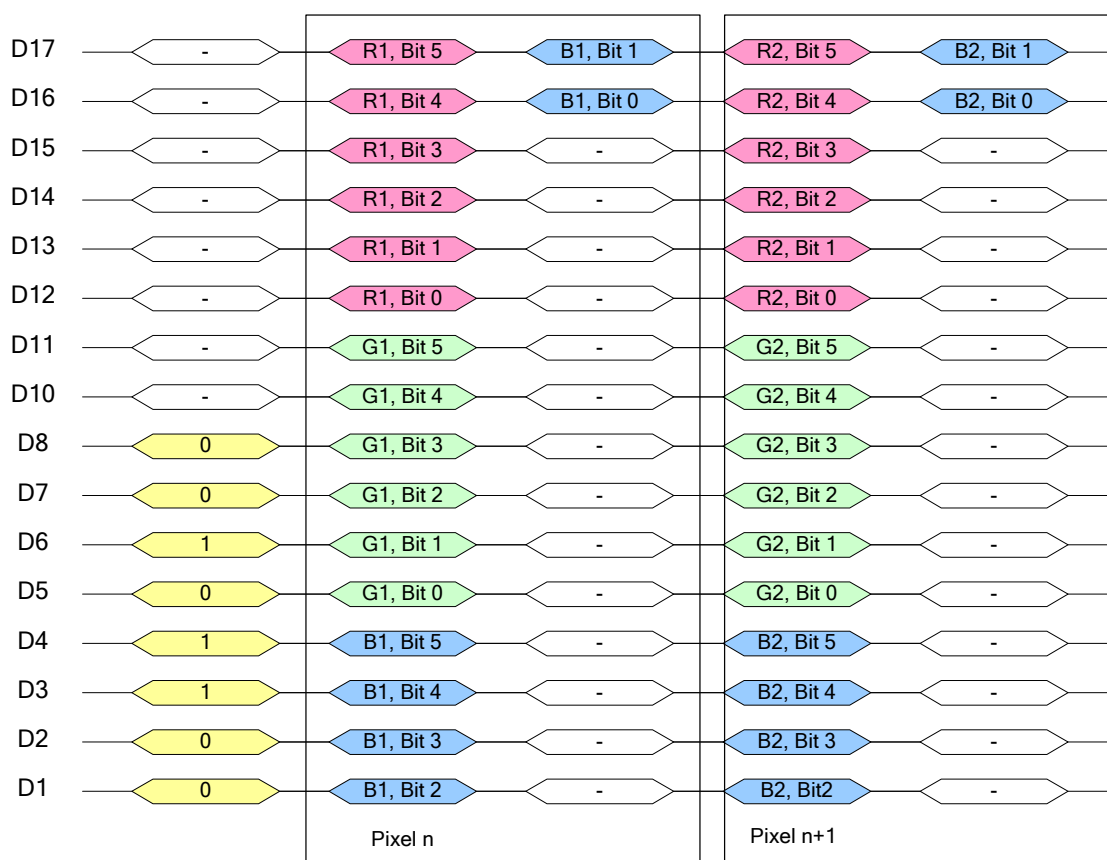 D17 - R1, Bit 5 B1, Bit 1 R2, Bit 5 B2, Bit 1
D16 - R1, Bit 4 B1, Bit 0 R2, Bit 4 B2, Bit 0
D15 - R1, Bit 3 - R2, Bit 3 -
D14 - R1, Bit 2 - R2, Bit 2 -
D13 - R1, Bit 1 - R2, Bit 1 -
D12 - R1, Bit 0 - R2, Bit 0 -
D11 - G1, Bit 5 - G2, Bit 5 -
D10 - G1, Bit 4 - G2, Bit 4 -
D8 0 G1, Bit 3 - G2, Bit 3 -
D7 0 G1, Bit 2 - G2, Bit 2 -
D6 1 G1, Bit 1 - G2, Bit 1 -
D5 0 G1, Bit 0 - G2, Bit 0 -
D4 1 B1, Bit 5 - B2, Bit 5 -
D3 1 B1, Bit 4 - B2, Bit 4 -
D2 0 B1, Bit 3 - B2, Bit 3 -
D1 0 B1, Bit 2 - B2, Bit2 -
Pixel n Pixel n+1